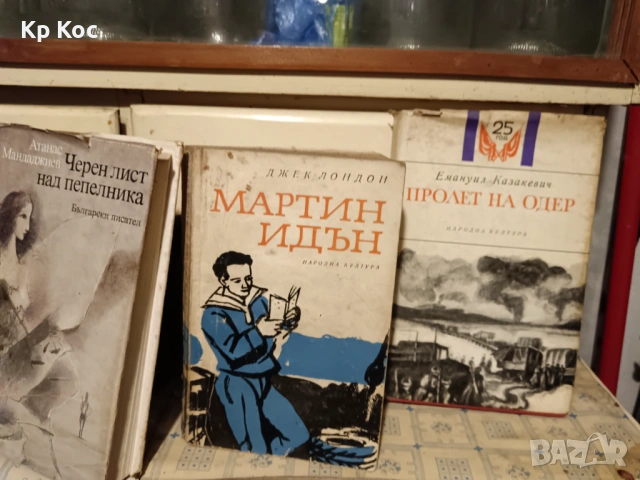 Кр Кос
Атанас
Мандаджиев
Черен лист
над пепелника
Български писател
ДЖЕК ЛОНДОН
МАРТИН
ИДЪН
НАРОДНА КУЛТУРА
25
Емануил Казакевич
ПРОЛЕТ НА ОДЕР
НАРОДНА КУЛТУРА
BAZAR